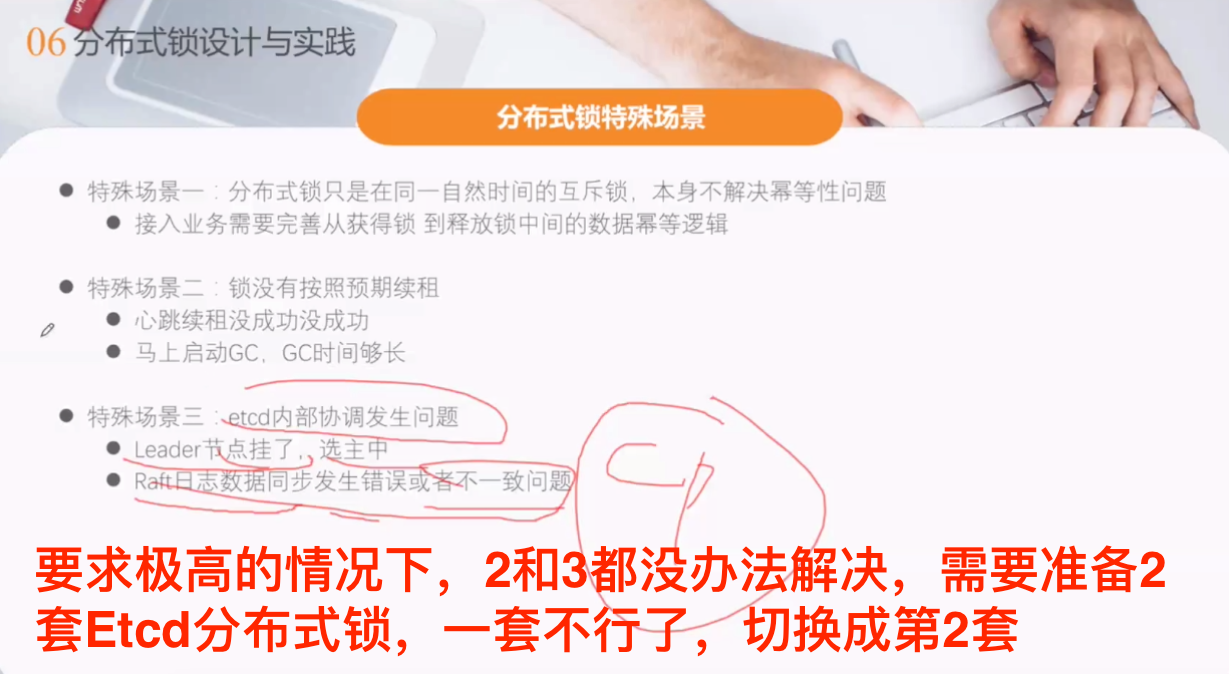 06 分布式锁设计与实践
分布式锁特殊场景
● 特殊场景一：分布式锁只是在同一自然时间的互斥锁，本身不解决幂等性问题
● 接入业务需要完善从获得锁 到释放锁中间的数据幂等逻辑
● 特殊场景二：锁没有按照预期续租
● 心跳续租没成功没成功
● 马上启动GC，GC时间够长
● 特殊场景三：etcd内部协调发生问题
● Leader节点挂了，选主中
● Raft日志数据同步发生错误或者不一致问题
CP
要求极高的情况下，2和3都没办法解决，需要准备2
套Etcd分布式锁，一套不行了，切换成第2套